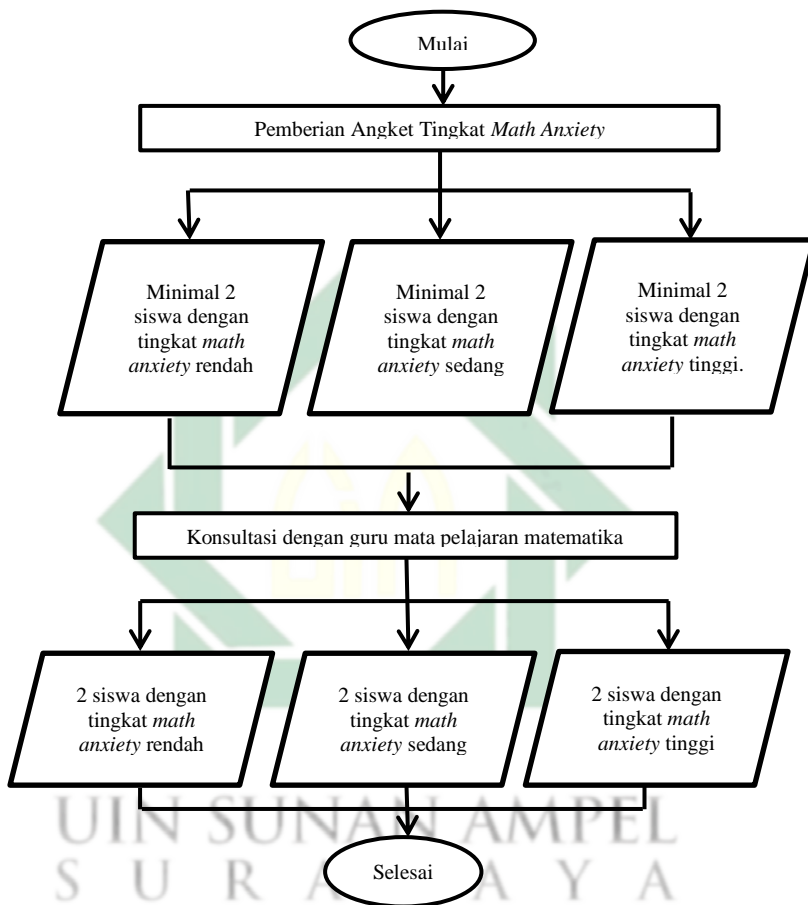 Mulai
Pemberian Angket Tingkat Math Anxiety
Minimal 2
siswa dengan
tingkat math
anxiety rendah
Minimal 2
siswa dengan
tingkat math
anxiety sedang
Minimal 2
siswa dengan
tingkat math
anxiety tinggi.
Konsultasi dengan guru mata pelajaran matematika
2 siswa dengan
tingkat math
anxiety rendah
2 siswa dengan
tingkat math
anxiety sedang
2 siswa dengan
tingkat math
anxiety tinggi
UIN SUNAN AMPEL
Selesai